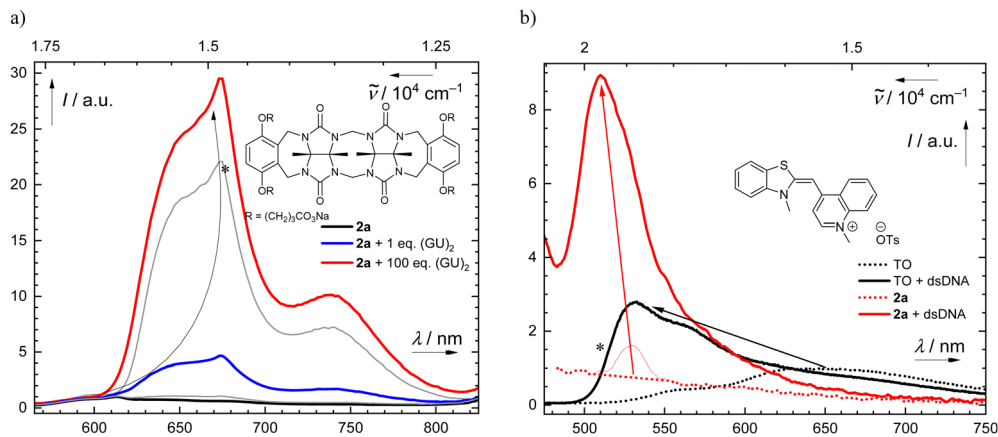 a)
1.75 1.5 1.25
ṽ / 10⁴ cm⁻¹
I / a.u.
30
25
20
15
10
5
0
OR OR
O O
N N N N
N N N N
O O
OR OR
*
R = (CH₂)₃CO₃Na
2a
2a + 1 eq. (GU)₂
2a + 100 eq. (GU)₂
λ / nm
600 650 700 750 800
b)
2 1.5
ṽ / 10⁴ cm⁻¹
I / a.u.
8
6
4
2
0
S
N
N
⊕
⊖
OTs
TO
TO + dsDNA
2a
2a + dsDNA
*
λ / nm
500 550 600 650 700 750